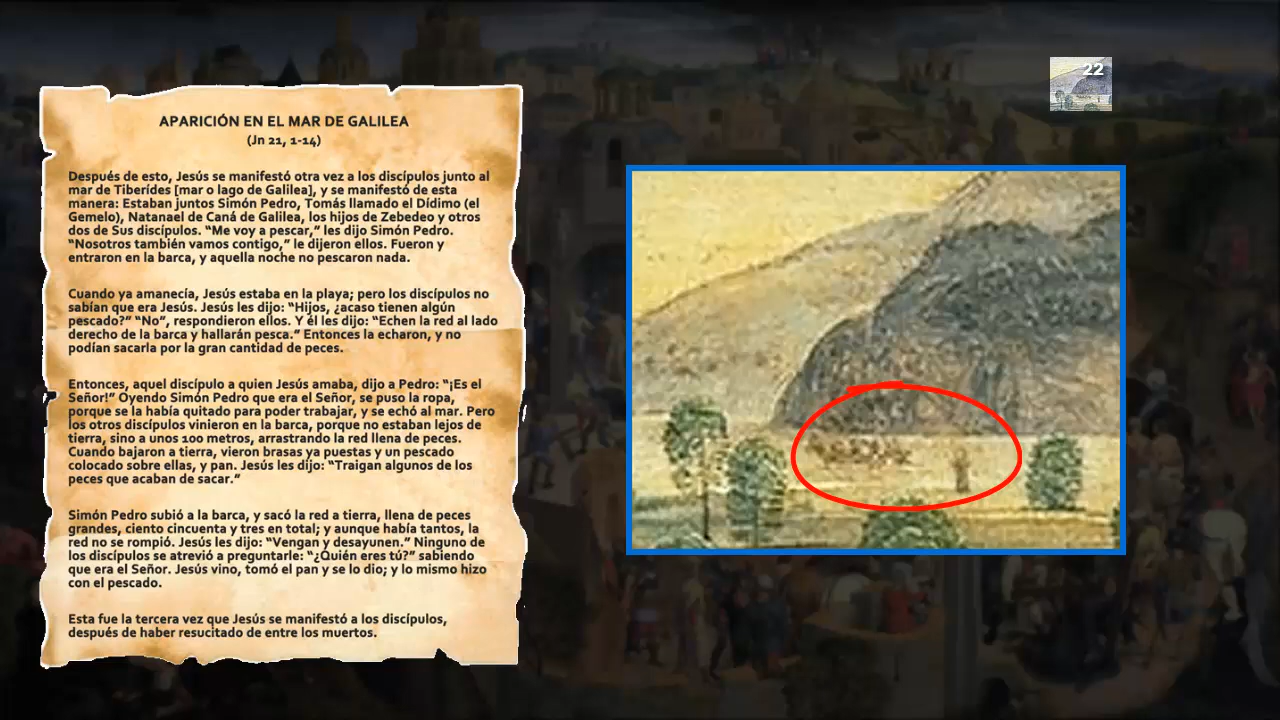 APARICIÓN EN EL MAR DE GALILEA
(Jn 21, 1-14)
Después de esto, Jesús se manifestó otra vez a los discípulos junto al
mar de Tiberídes [mar o lago de Galilea], y se manifestó de esta
manera: Estaban juntos Simón Pedro, Tomás llamado el Dídimo (el
Gemelo), Natanael de Caná de Galilea, los hijos de Zebedeo y otros
dos de Sus discípulos. “Me voy a pescar,” les dijo Simón Pedro.
“Nosotros también vamos contigo,” le dijeron ellos. Fueron y
entraron en la barca, y aquella noche no pescaron nada.
Cuando ya amanecía, Jesús estaba en la playa; pero los discípulos no
sabían que era Jesús. Jesús les dijo: “Hijos, ¿acaso tienen algún
pescado?” “No”, respondieron ellos. Y él les dijo: “Echen la red al lado
derecho de la barca y hallarán pesca.” Entonces la echaron, y no
podían sacarla por la gran cantidad de peces.
Entonces, aquel discípulo a quien Jesús amaba, dijo a Pedro: “¡Es el
Señor!” Oyendo Simón Pedro que era el Señor, se puso la ropa,
porque se la había quitado para poder trabajar, y se echó al mar. Pero
los otros discípulos vinieron en la barca, porque no estaban lejos de
tierra, sino a unos 100 metros, arrastrando la red llena de peces.
Cuando bajaron a tierra, vieron brasas ya puestas y un pescado
colocado sobre ellas, y pan. Jesús les dijo: “Traigan algunos de los
peces que acaban de sacar.”
Simón Pedro subió a la barca, y sacó la red a tierra, llena de peces
grandes, ciento cincuenta y tres en total; y aunque había tantos, la
red no se rompió. Jesús les dijo: “Vengan y desayunen.” Ninguno de
los discípulos se atrevió a preguntarle: “¿Quién eres tú?” sabiendo
que era el Señor. Jesús vino, tomó el pan y se lo dio; y lo mismo hizo
con el pescado.
Esta fue la tercera vez que Jesús se manifestó a los discípulos,
después de haber resucitado de entre los muertos.
22